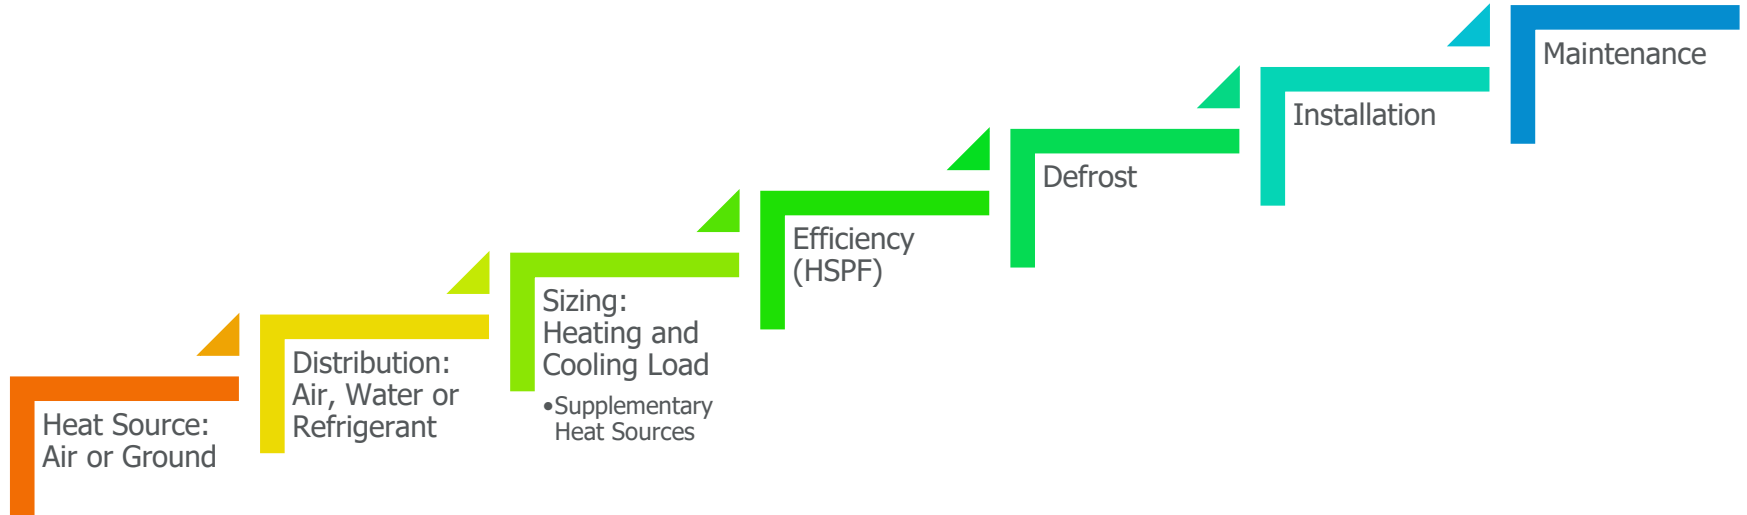 Heat Source:
Air or Ground
Distribution:
Air, Water or
Refrigerant
Sizing:
Heating and
Cooling Load
•Supplementary
Heat Sources
Efficiency
(HSPF)
Defrost
Installation
Maintenance